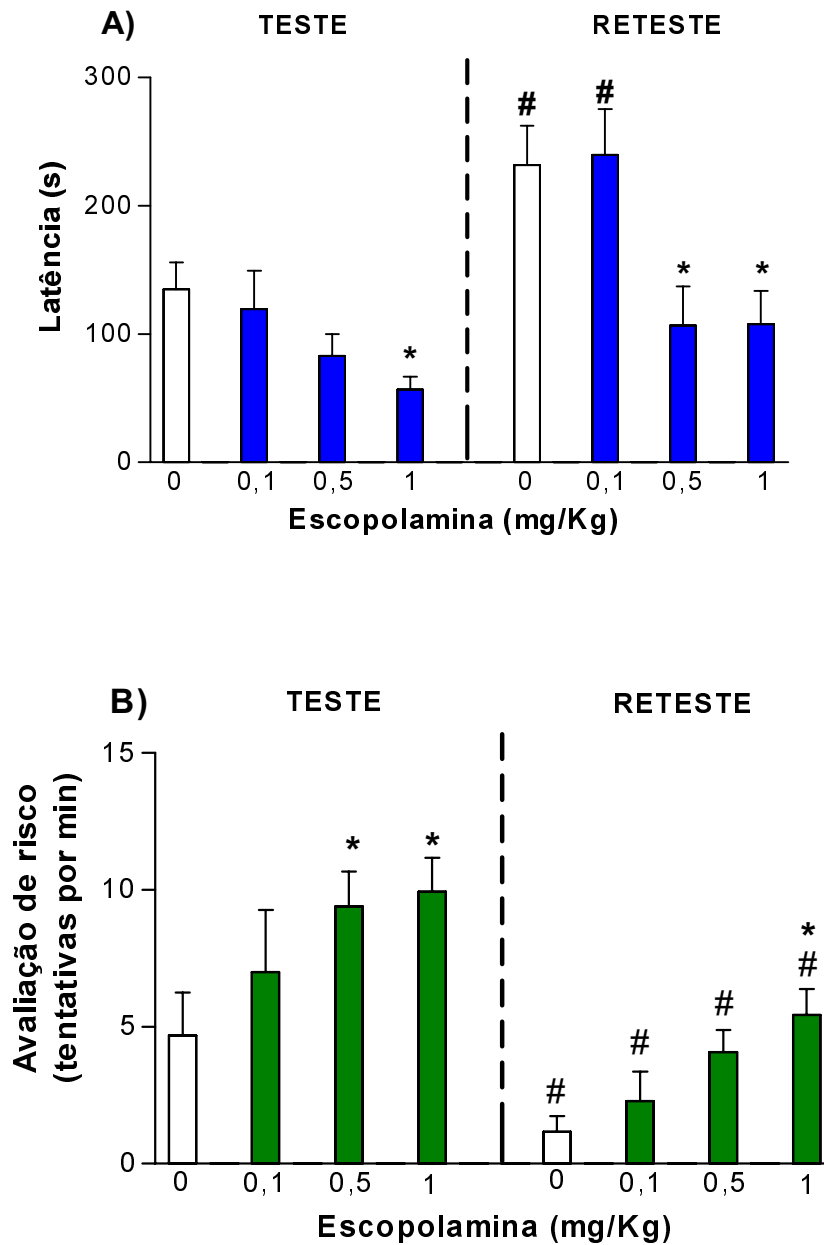 A) TESTE RETESTE
# #
300
200
* *
100 *
0
Latência (s)
0 0,1 0,5 1 0 0,1 0,5 1
Escopolamina (mg/Kg)
B) TESTE RETESTE
15
* *
10
*
#
#
5 #
#
0
Avaliação de risco
(tentativas por min)
0 0,1 0,5 1 0 0,1 0,5 1
Escopolamina (mg/Kg)